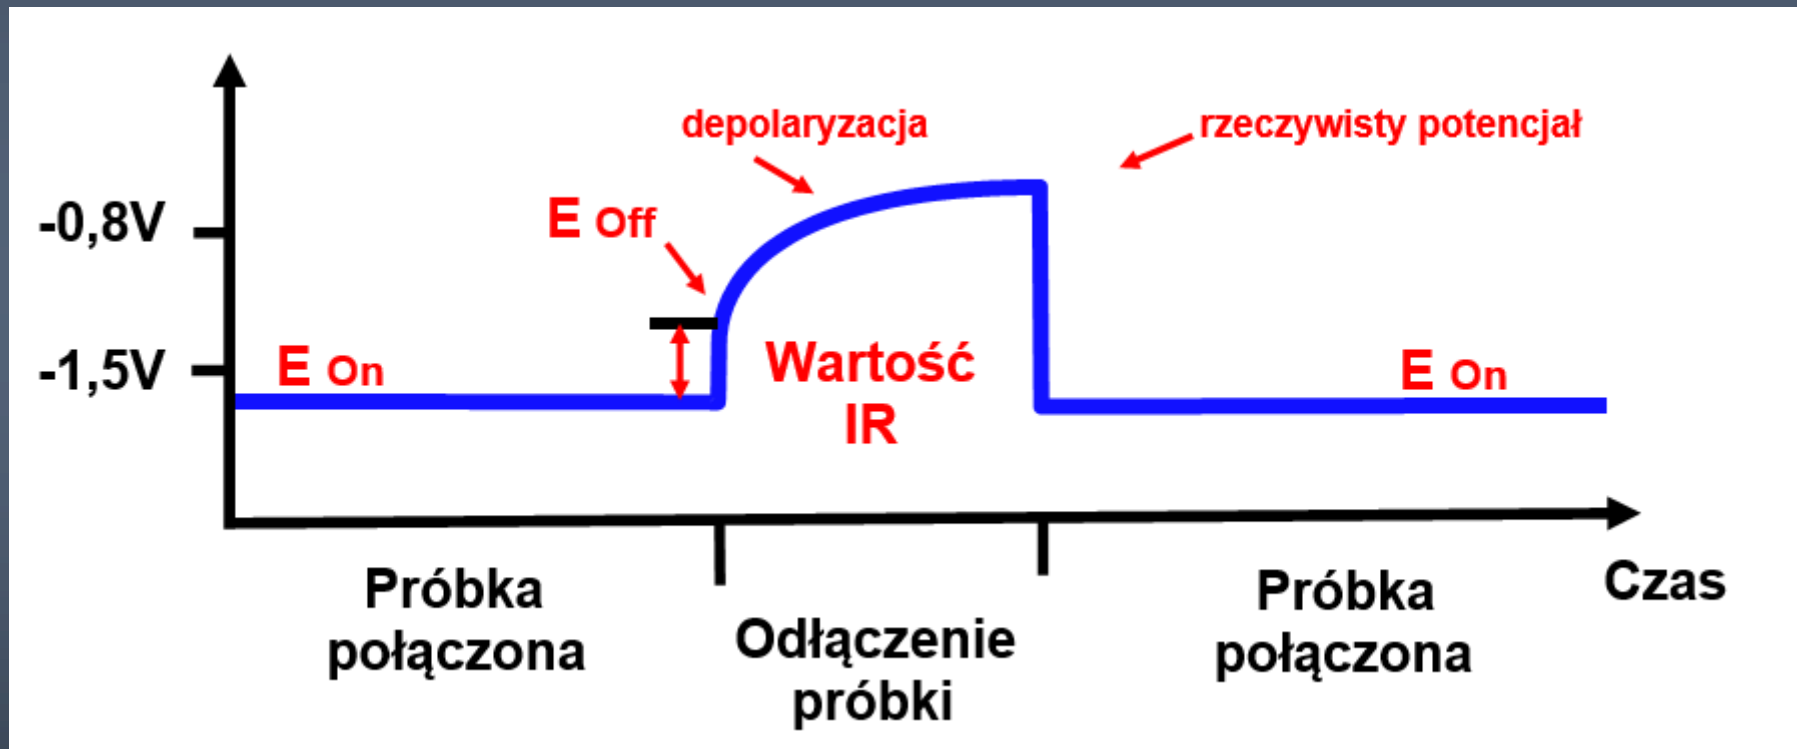 depolaryzacja
rzeczywisty potencjał
-0,8V
E Off
-1,5V
E On
Wartość
IR
E On
Próbka
połączona
Odłączenie
próbki
Próbka
połączona
Czas